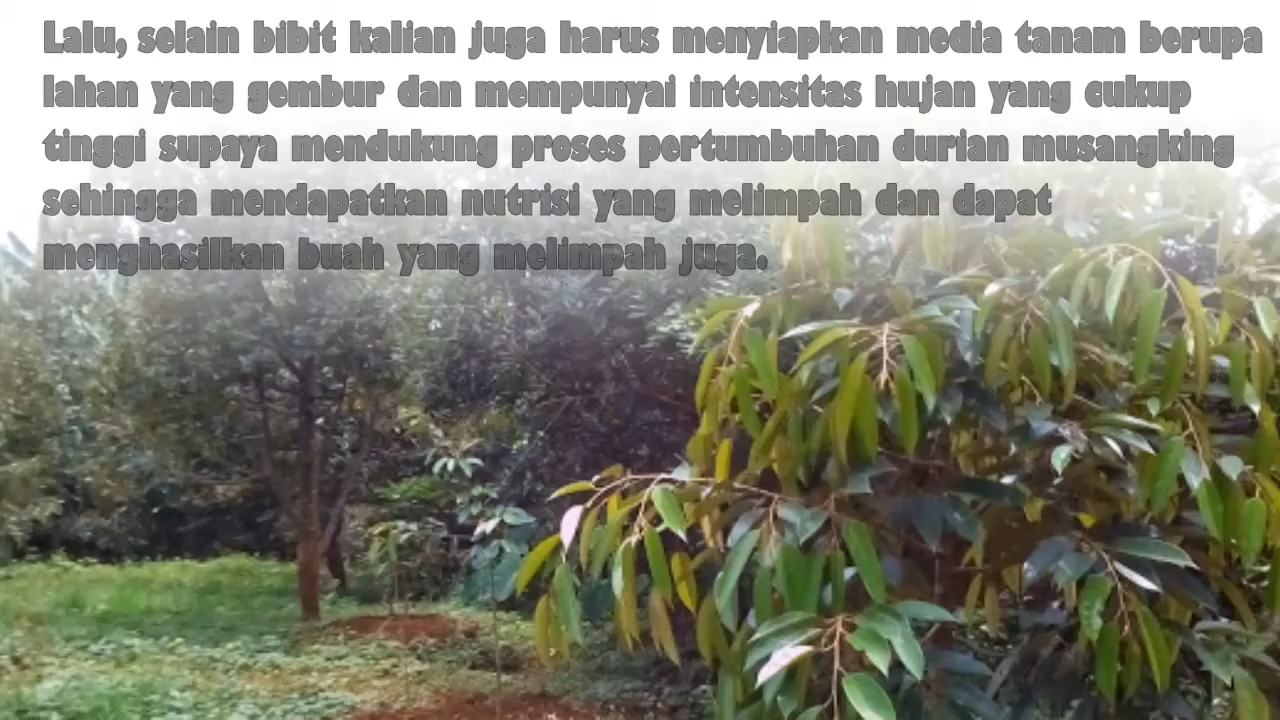 Lalu, selain bibit kalian juga harus menyiapkan media tanam berupa
lahan yang gembur dan mempunyai intensitas hujan yang cukup
tinggi supaya mendukung proses pertumbuhan durian musangking
sehingga mendapatkan nutrisi yang melimpah dan dapat
menghasilkan buah yang melimpah juga.